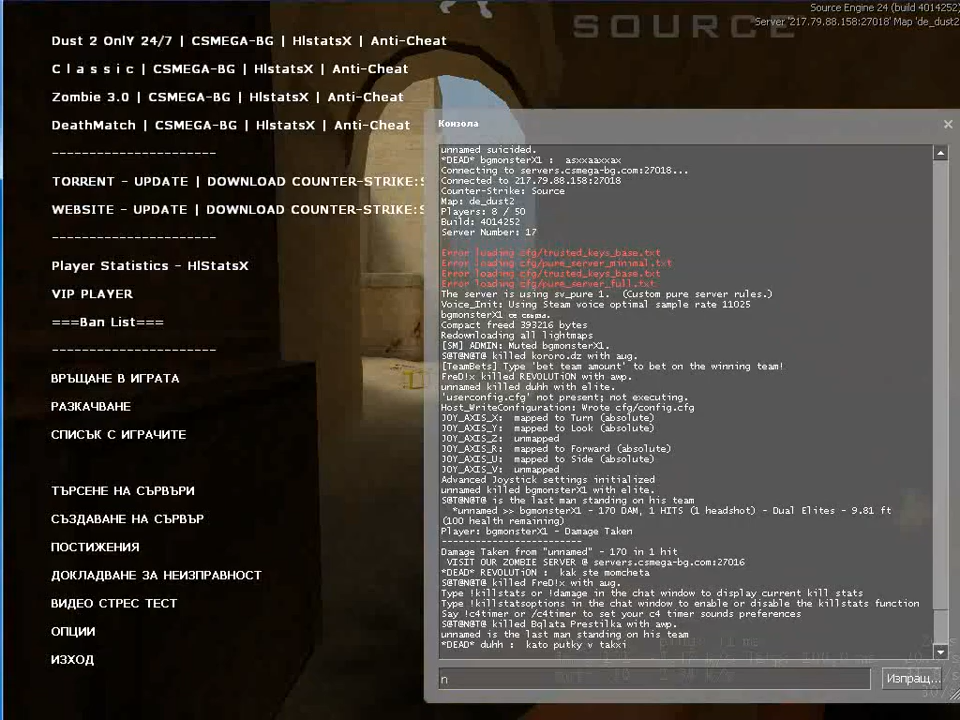 SOURCE
Source Engine 24 (build 4014252)
Server '217.79.88.158:27018' Map 'de_dust2
Dust 2 OnlY 24/7 | CSMEGA-BG | HlstatsX | Anti-Cheat
C l a s s i c | CSMEGA-BG | HlstatsX | Anti-Cheat
Zombie 3.0 | CSMEGA-BG | HlstatsX | Anti-Cheat
DeathMatch | CSMEGA-BG | HlstatsX | Anti-Cheat
-----------------------
TORRENT - UPDATE | DOWNLOAD COUNTER-STRIKE:S
WEBSITE - UPDATE | DOWNLOAD COUNTER-STRIKE:S
-----------------------
Player Statistics - HlStatsX
VIP PLAYER
===Ban List===
-----------------------
ВРЪЩАНЕ В ИГРАТА
РАЗКАЧВАНЕ
СПИСЪК С ИГРАЧИТЕ
ТЪРСЕНЕ НА СЪРВЪРИ
СЪЗДАВАНЕ НА СЪРВЪР
ПОСТИЖЕНИЯ
ДОКЛАДВАНЕ ЗА НЕИЗПРАВНОСТ
ВИДЕО СТРЕС ТЕСТ
ОПЦИИ
ИЗХОД
Конзола
unnamed suicided.
*DEAD* bgmonsterX1 :  asxxaaxxax
Connecting to servers.csmega-bg.com:27018...
Connected to 217.79.88.158:27018
Counter-Strike: Source
Map: de_dust2
Players: 8 / 50
Build: 4014252
Server Number: 17
Error loading cfg/trusted_keys_base.txt
Error loading cfg/pure_server_minimal.txt
Error loading cfg/trusted_keys_base.txt
Error loading cfg/pure_server_full.txt
The server is using sv_pure 1.  (Custom pure server rules.)
Voice_Init: Using Steam voice optimal sample rate 11025
bgmonsterX1 се свърза.
Compact freed 393216 bytes
Redownloading all lightmaps
[SM] ADMIN: Muted bgmonsterX1.
S@T@N@T@ killed kororo.dz with aug.
[TeamBets] Type 'bet team amount' to bet on the winning team!
FreD!x killed REVOLUTiON with awp.
unnamed killed duhh with elite.
'userconfig.cfg' not present; not executing.
Host_WriteConfiguration: Wrote cfg/config.cfg
JOY_AXIS_X:  mapped to Turn (absolute)
JOY_AXIS_Y:  mapped to Look (absolute)
JOY_AXIS_Z:  unmapped
JOY_AXIS_R:  mapped to Forward (absolute)
JOY_AXIS_U:  mapped to Side (absolute)
JOY_AXIS_V:  unmapped
Advanced Joystick settings initialized
unnamed killed bgmonsterX1 with elite.
S@T@N@T@ is the last man standing on his team
*unnamed >> bgmonsterX1 - 170 DAM, 1 HITS (1 headshot) - Dual Elites - 9.81 ft
(100 health remaining)
Player: bgmonsterX1 - Damage Taken
-------------------------
Damage Taken from "unnamed" - 170 in 1 hit
VISIT OUR ZOMBIE SERVER @ servers.csmega-bg.com:27016
*DEAD* REVOLUTiON :  kak ste momcheta
S@T@N@T@ killed FreD!x with aug.
Type !killstats or !damage in the chat window to display current kill stats
Type !killstatsoptions in the chat window to enable or disable the killstats function
Say !c4timer or /c4timer to set your c4 timer sounds preferences
S@T@N@T@ killed Bqlata Prestilka with awp.
unnamed is the last man standing on his team
*DEAD* duhh :  kato putky v takxi
n
Изпращ...